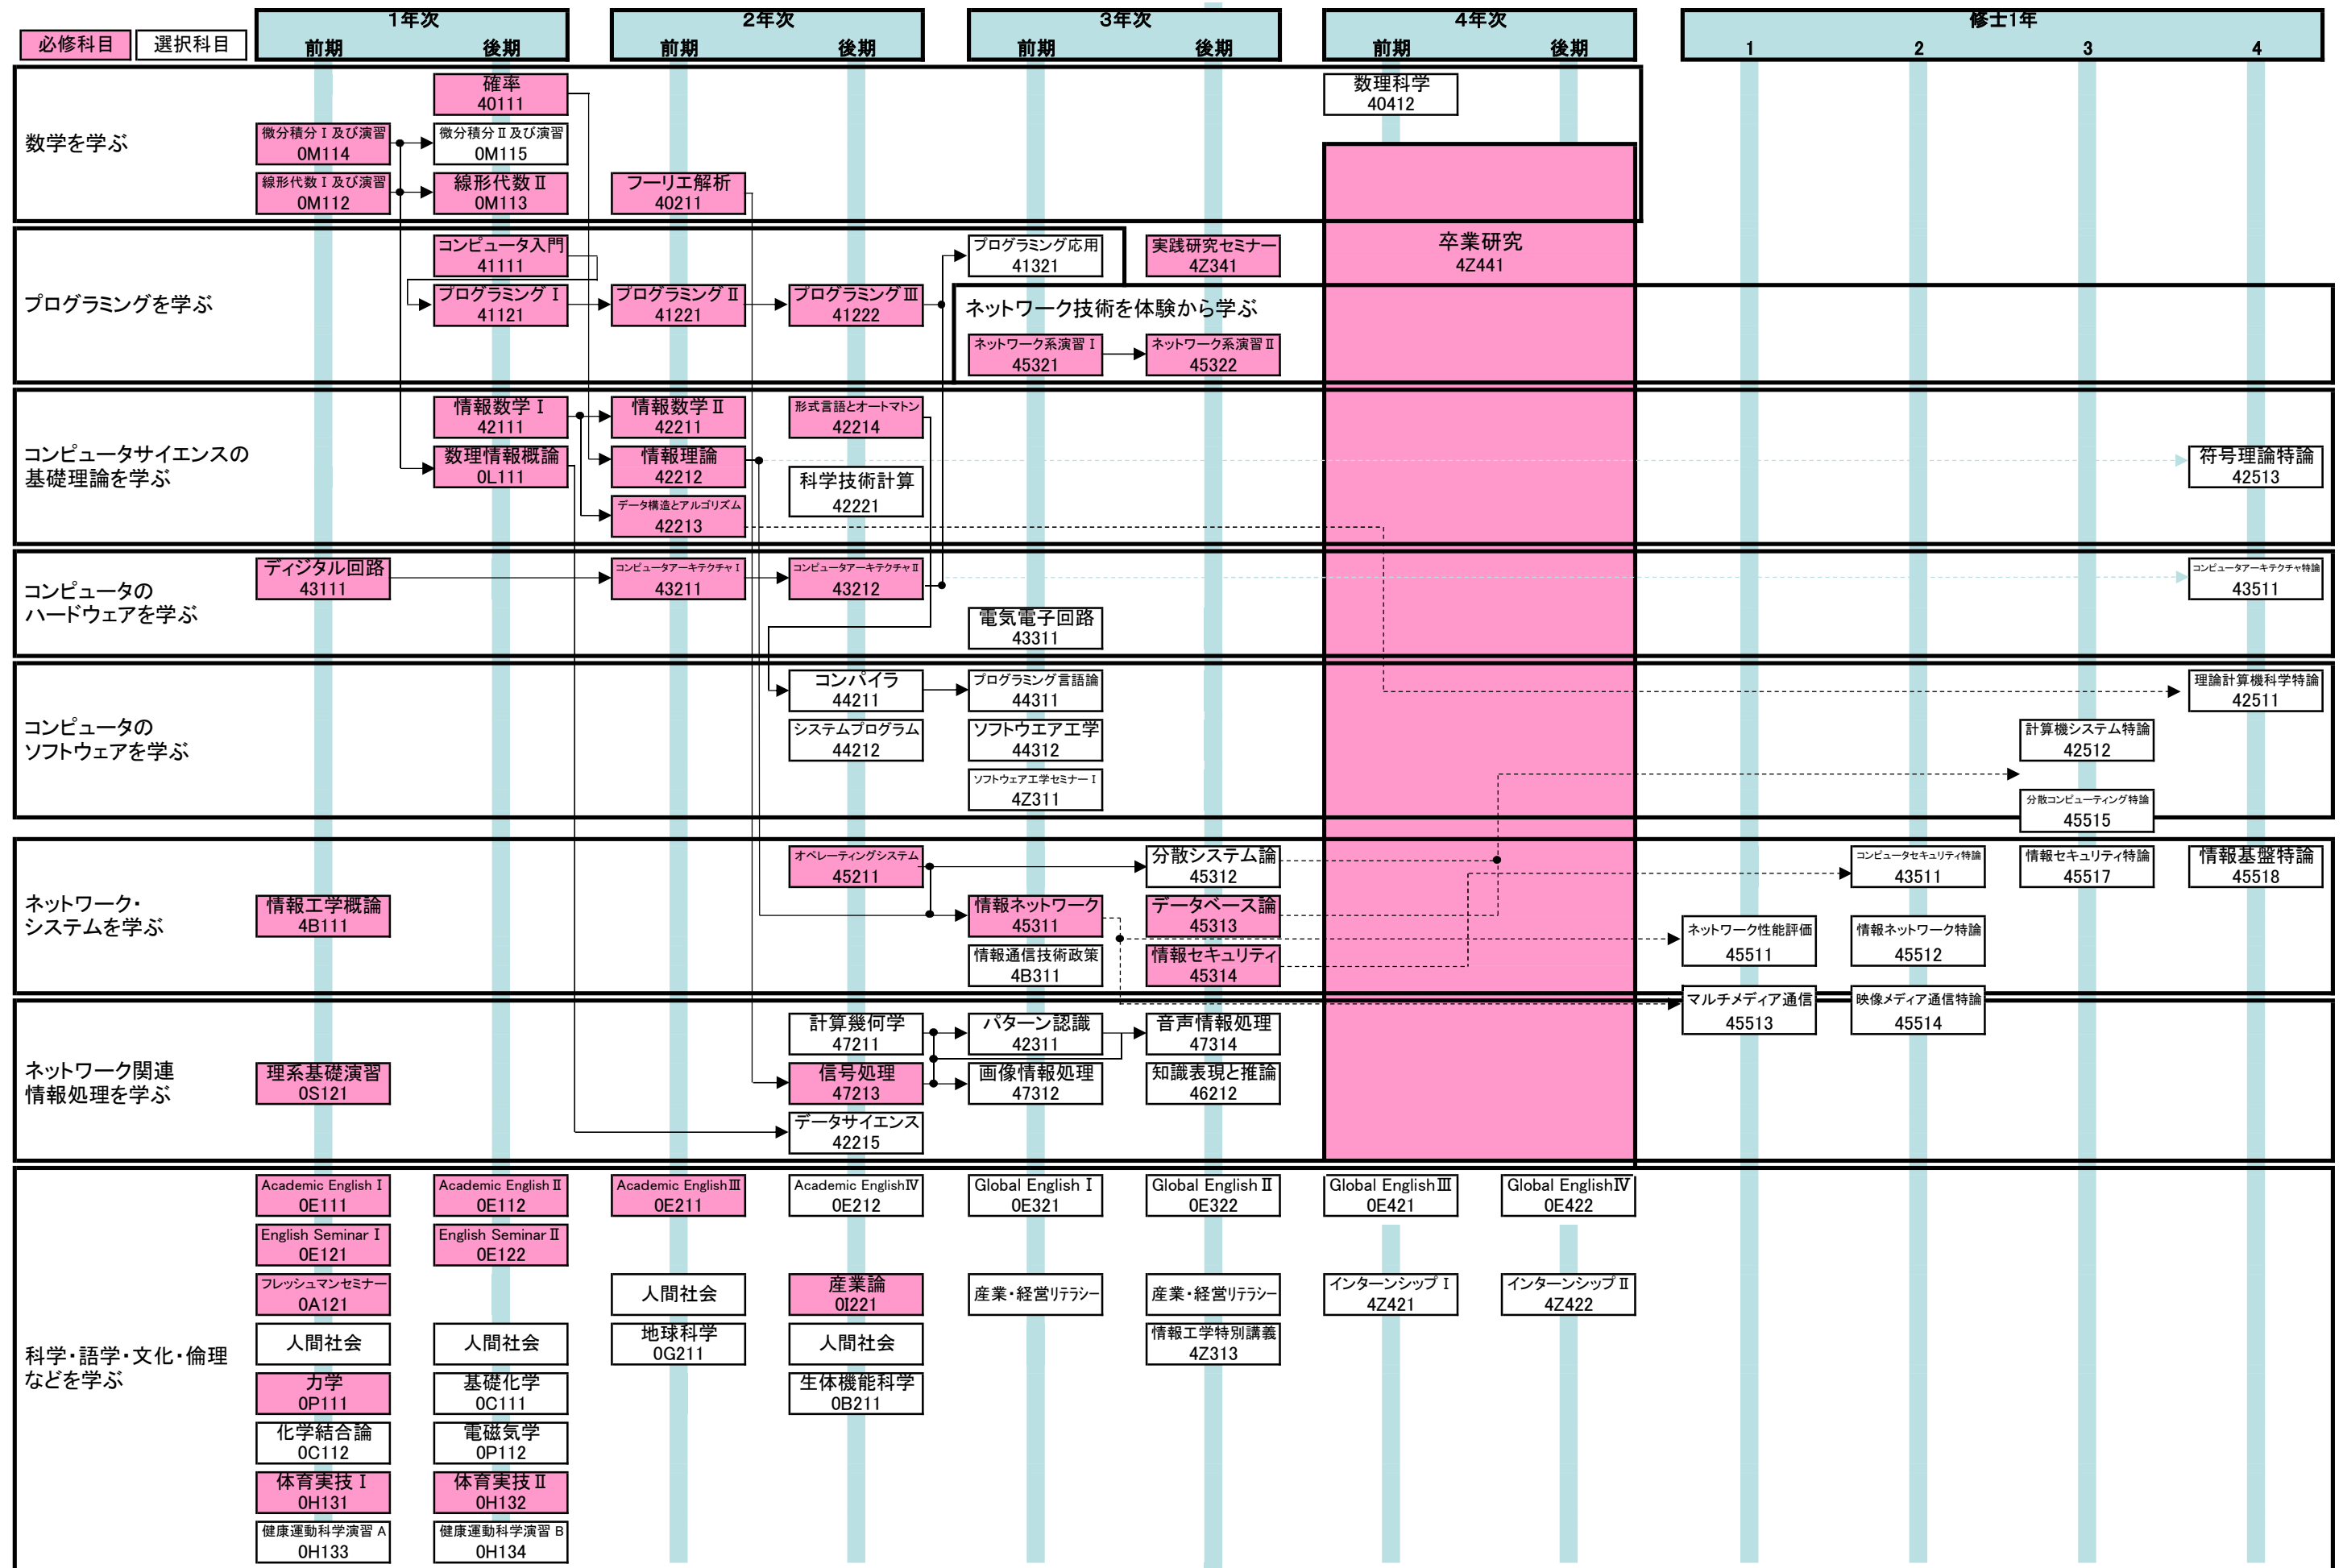 必修科目
選択科目
1年次
前期
後期
2年次
前期
後期
3年次
前期
後期
4年次
前期
後期
修士1年
1
2
3
4
数学を学ぶ
確率
40111
数理科学
40412
微分積分Ⅰ及び演習
0M114
微分積分Ⅱ及び演習
0M115
線形代数Ⅰ及び演習
0M112
線形代数Ⅱ
0M113
フーリエ解析
40211
プログラミングを学ぶ
コンピュータ入門
41111
プログラミング応用
41321
実践研究セミナー
4Z341
卒業研究
4Z441
プログラミングⅠ
41121
プログラミングⅡ
41221
プログラミングⅢ
41222
ネットワーク技術を体験から学ぶ
ネットワーク系演習Ⅰ
45321
ネットワーク系演習Ⅱ
45322
コンピュータサイエンスの
基礎理論を学ぶ
情報数学Ⅰ
42111
情報数学Ⅱ
42211
形式言語とオートマトン
42214
数理情報概論
0L111
情報理論
42212
科学技術計算
42221
符号理論特論
42513
データ構造とアルゴリズム
42213
コンピュータの
ハードウェアを学ぶ
ディジタル回路
43111
コンピュータアーキテクチャⅠ
43211
コンピュータアーキテクチャⅡ
43212
コンピュータアーキテクチャ特論
43511
電気電子回路
43311
コンピュータの
ソフトウェアを学ぶ
コンパイラ
44211
プログラミング言語論
44311
理論計算機科学特論
42511
システムプログラム
44212
ソフトウエア工学
44312
計算機システム特論
42512
ソフトウェア工学セミナーⅠ
4Z311
分散コンピューティング特論
45515
ネットワーク・
システムを学ぶ
オペレーティングシステム
45211
分散システム論
45312
コンピュータセキュリティ特論
43511
情報セキュリティ特論
45517
情報基盤特論
45518
情報工学概論
4B111
情報ネットワーク
45311
データベース論
45313
ネットワーク性能評価
45511
情報ネットワーク特論
45512
情報通信技術政策
4B311
情報セキュリティ
45314
マルチメディア通信
45513
映像メディア通信特論
45514
ネットワーク関連
情報処理を学ぶ
計算幾何学
47211
パターン認識
42311
音声情報処理
47314
理系基礎演習
0S121
信号処理
47213
画像情報処理
47312
知識表現と推論
46212
データサイエンス
42215
科学・語学・文化・倫理
などを学ぶ
Academic EnglishⅠ
0E111
Academic EnglishⅡ
0E112
Academic EnglishⅢ
0E211
Academic EnglishⅣ
0E212
Global EnglishⅠ
0E321
Global EnglishⅡ
0E322
Global EnglishⅢ
0E421
Global EnglishⅣ
0E422
English SeminarⅠ
0E121
English SeminarⅡ
0E122
フレッシュマンセミナー
0A121
人間社会
産業論
0I221
産業・経営リテラシー
産業・経営リテラシー
インターンシップⅠ
4Z421
インターンシップⅡ
4Z422
人間社会
人間社会
地球科学
0G211
人間社会
情報工学特別講義
4Z313
力学
0P111
基礎化学
0C111
生体機能科学
0B211
化学結合論
0C112
電磁気学
0P112
体育実技Ⅰ
0H131
体育実技Ⅱ
0H132
健康運動科学演習 A
0H133
健康運動科学演習 B
0H134